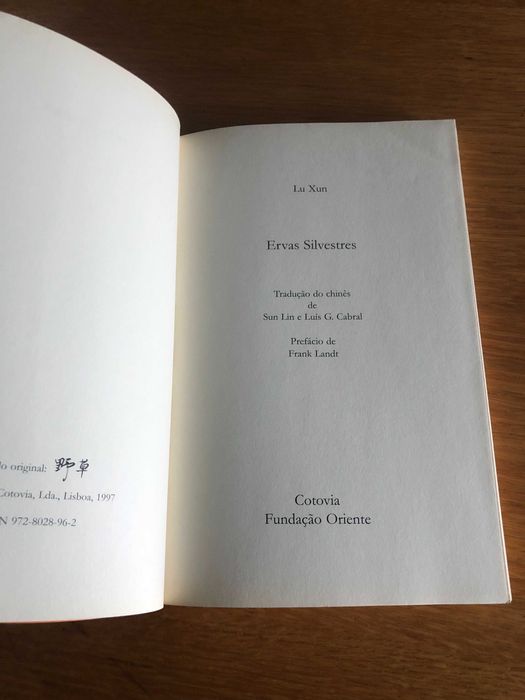 lo original: 野草
Cotovia, Lda., Lisboa, 1997
N 972-8028-96-2
Lu Xun
Ervas Silvestres
Tradução do chinês
de
Sun Lin e Luís G. Cabral
Prefácio de
Frank Landt
Cotovia
Fundação Oriente